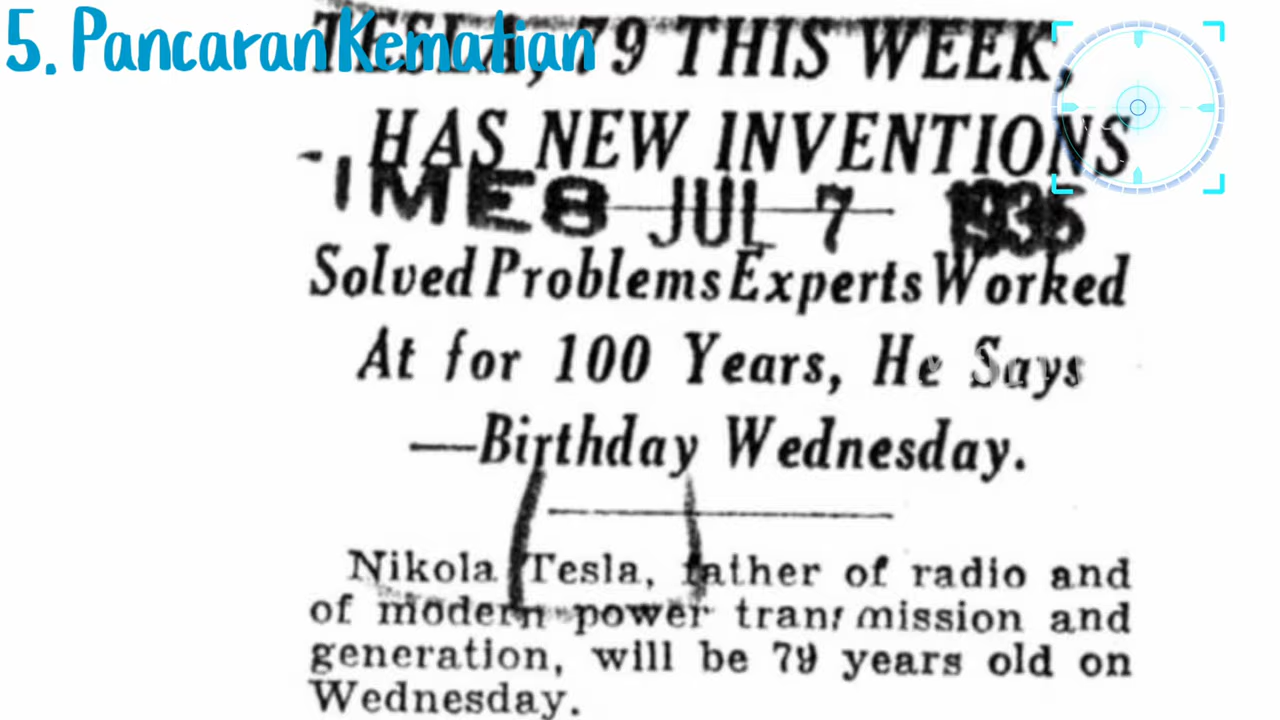 5. Pancaran Kematian
TESLA, 79 THIS WEEK,
HAS NEW INVENTIONS
IMES JUL 7 1935
Solved Problems Experts Worked
At for 100 Years, He Says
—Birthday Wednesday.
Nikola Tesla, father of radio and
of modern power transmission and
generation, will be 79 years old on
Wednesday.